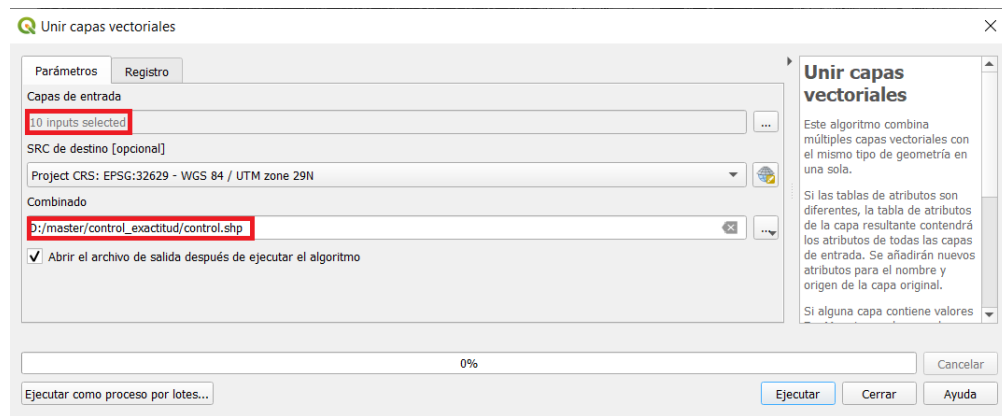 Unir capas vectoriales
Parámetros
Registro
Capas de entrada
10 inputs selected
...
SRC de destino [opcional]
Project CRS: EPSG:32629 - WGS 84 / UTM zone 29N
Combinado
D:/master/control_exactitud/control.shp
...
Abrir el archivo de salida después de ejecutar el algoritmo
Unir capas
vectoriales
Este algoritmo combina
múltiples capas vectoriales con
el mismo tipo de geometría en
una sola.
Si las tablas de atributos son
diferentes, la tabla de atributos
de la capa resultante contendrá
los atributos de todas las capas
de entrada. Se añadirán nuevos
atributos para el nombre y
origen de la capa original.
Si alguna capa contiene valores
0%
Cancelar
Ejecutar como proceso por lotes...
Ejecutar
Cerrar
Ayuda